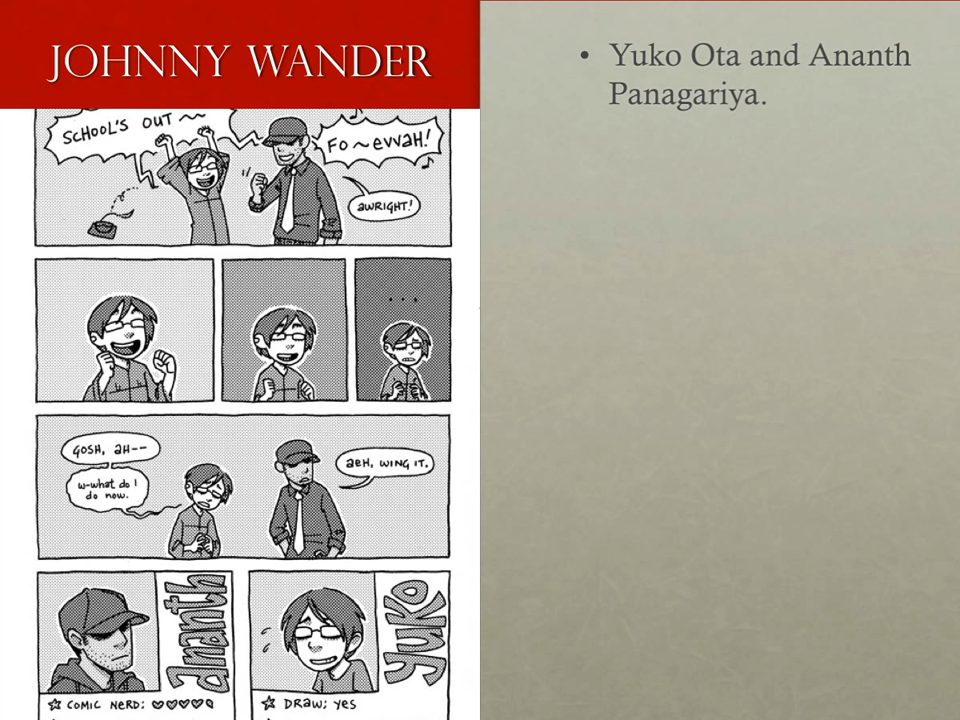 JOHNNY WANDER
• Yuko Ota and Ananth
Panagariya.
SCHOOL'S OUT ~
FO~EVVAH!
AWRIGHT!
...
GOSH, AH--
W-WHAT DO I
DO NOW.
AEH, WING IT.
ananth
yuko
☆ COMIC NERD: ♡♡♡♡
☆ DRAW: YES